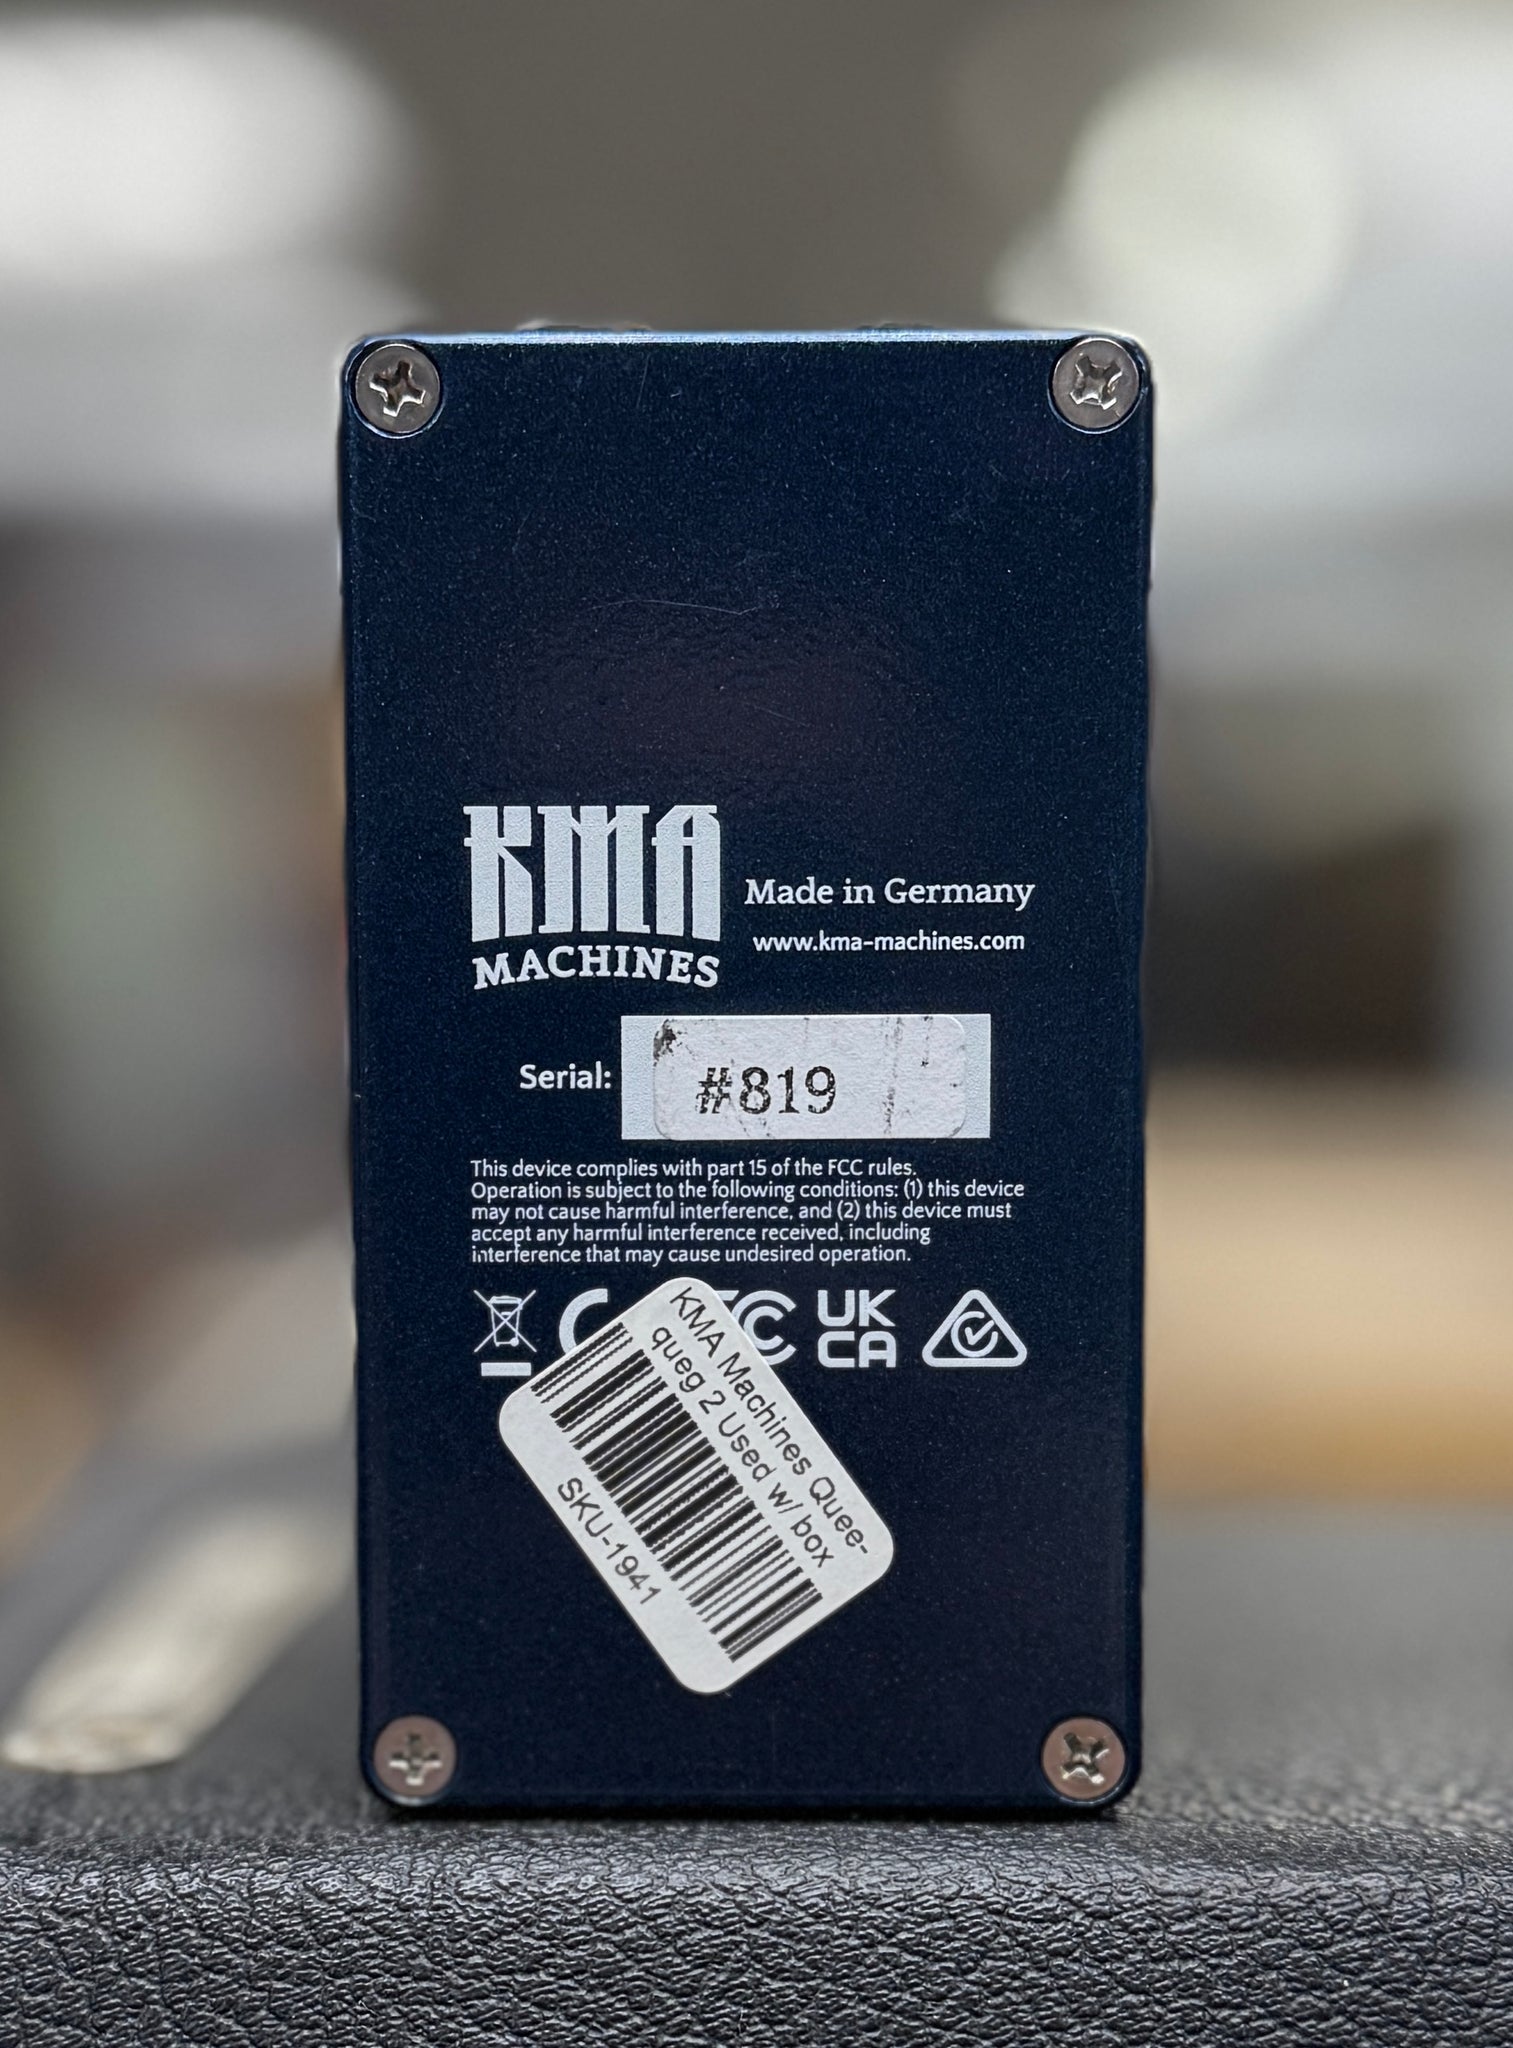 KMA
MACHINES
Made in Germany
www.kma-machines.com
Serial:
#819
This device complies with part 15 of the FCC rules.
Operation is subject to the following conditions: (1) this device
may not cause harmful interference, and (2) this device must
accept any harmful interference received, including
interference that may cause undesired operation.
UK
CA
KMA Machines Quee-
queg 2 Used w/ box
SKU-1941